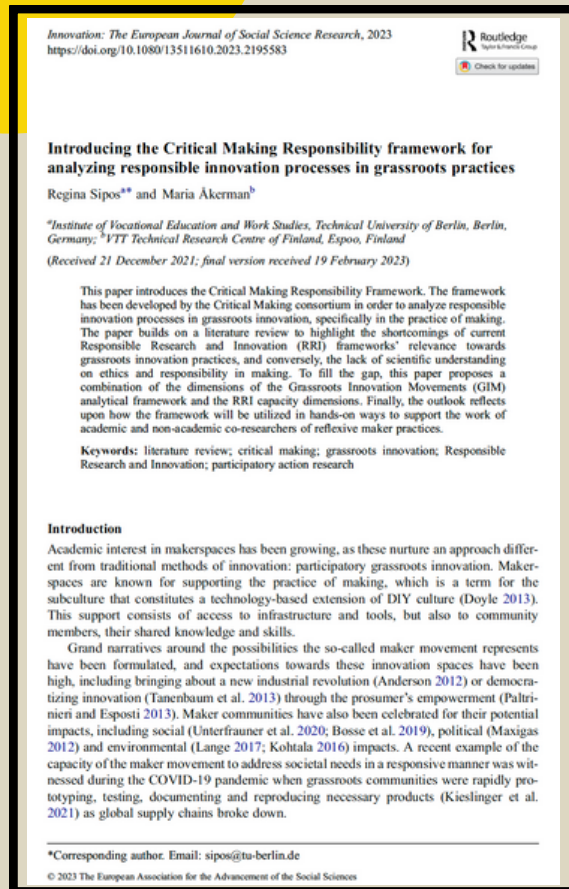 Innovation: The European Journal of Social Science Research, 2023
https://doi.org/10.1080/13511610.2023.2195583
Routledge
Taylor & Francis Group
Check for updates
Introducing the Critical Making Responsibility framework for
analyzing responsible innovation processes in grassroots practices
Regina Sipos^a* and Maria Åkerman^b
^aInstitute of Vocational Education and Work Studies, Technical University of Berlin, Berlin,
Germany; ^bVTT Technical Research Centre of Finland, Espoo, Finland
(Received 21 December 2021; final version received 19 February 2023)
This paper introduces the Critical Making Responsibility Framework. The framework
has been developed by the Critical Making consortium in order to analyze responsible
innovation processes in grassroots innovation, specifically in the practice of making.
The paper builds on a literature review to highlight the shortcomings of current
Responsible Research and Innovation (RRI) frameworks' relevance towards
grassroots innovation practices, and conversely, the lack of scientific understanding
on ethics and responsibility in making. To fill the gap, this paper proposes a
combination of the dimensions of the Grassroots Innovation Movements (GIM)
analytical framework and the RRI capacity dimensions. Finally, the outlook reflects
upon how the framework will be utilized in hands-on ways to support the work of
academic and non-academic co-researchers of reflexive maker practices.
Keywords: literature review; critical making; grassroots innovation; Responsible
Research and Innovation; participatory action research
Introduction
Academic interest in makerspaces has been growing, as these nurture an approach differ-
ent from traditional methods of innovation: participatory grassroots innovation. Maker-
spaces are known for supporting the practice of making, which is a term for the
subculture that constitutes a technology-based extension of DIY culture (Doyle 2013).
This support consists of access to infrastructure and tools, but also to community
members, their shared knowledge and skills.
Grand narratives around the possibilities the so-called maker movement represents
have been formulated, and expectations towards these innovation spaces have been
high, including bringing about a new industrial revolution (Anderson 2012) or democra-
tizing innovation (Tanenbaum et al. 2013) through the prosumer's empowerment (Paltri-
nieri and Esposti 2013). Maker communities have also been celebrated for their potential
impacts, including social (Unterfrauner et al. 2020; Bosse et al. 2019), political (Maxigas
2012) and environmental (Lange 2017; Kohtala 2016) impacts. A recent example of the
capacity of the maker movement to address societal needs in a responsive manner was wit-
nessed during the COVID-19 pandemic when grassroots communities were rapidly pro-
totyping, testing, documenting and reproducing necessary products (Kieslinger et al.
2021) as global supply chains broke down.
*Corresponding author. Email: sipos@tu-berlin.de
© 2023 The European Association for the Advancement of the Social Sciences